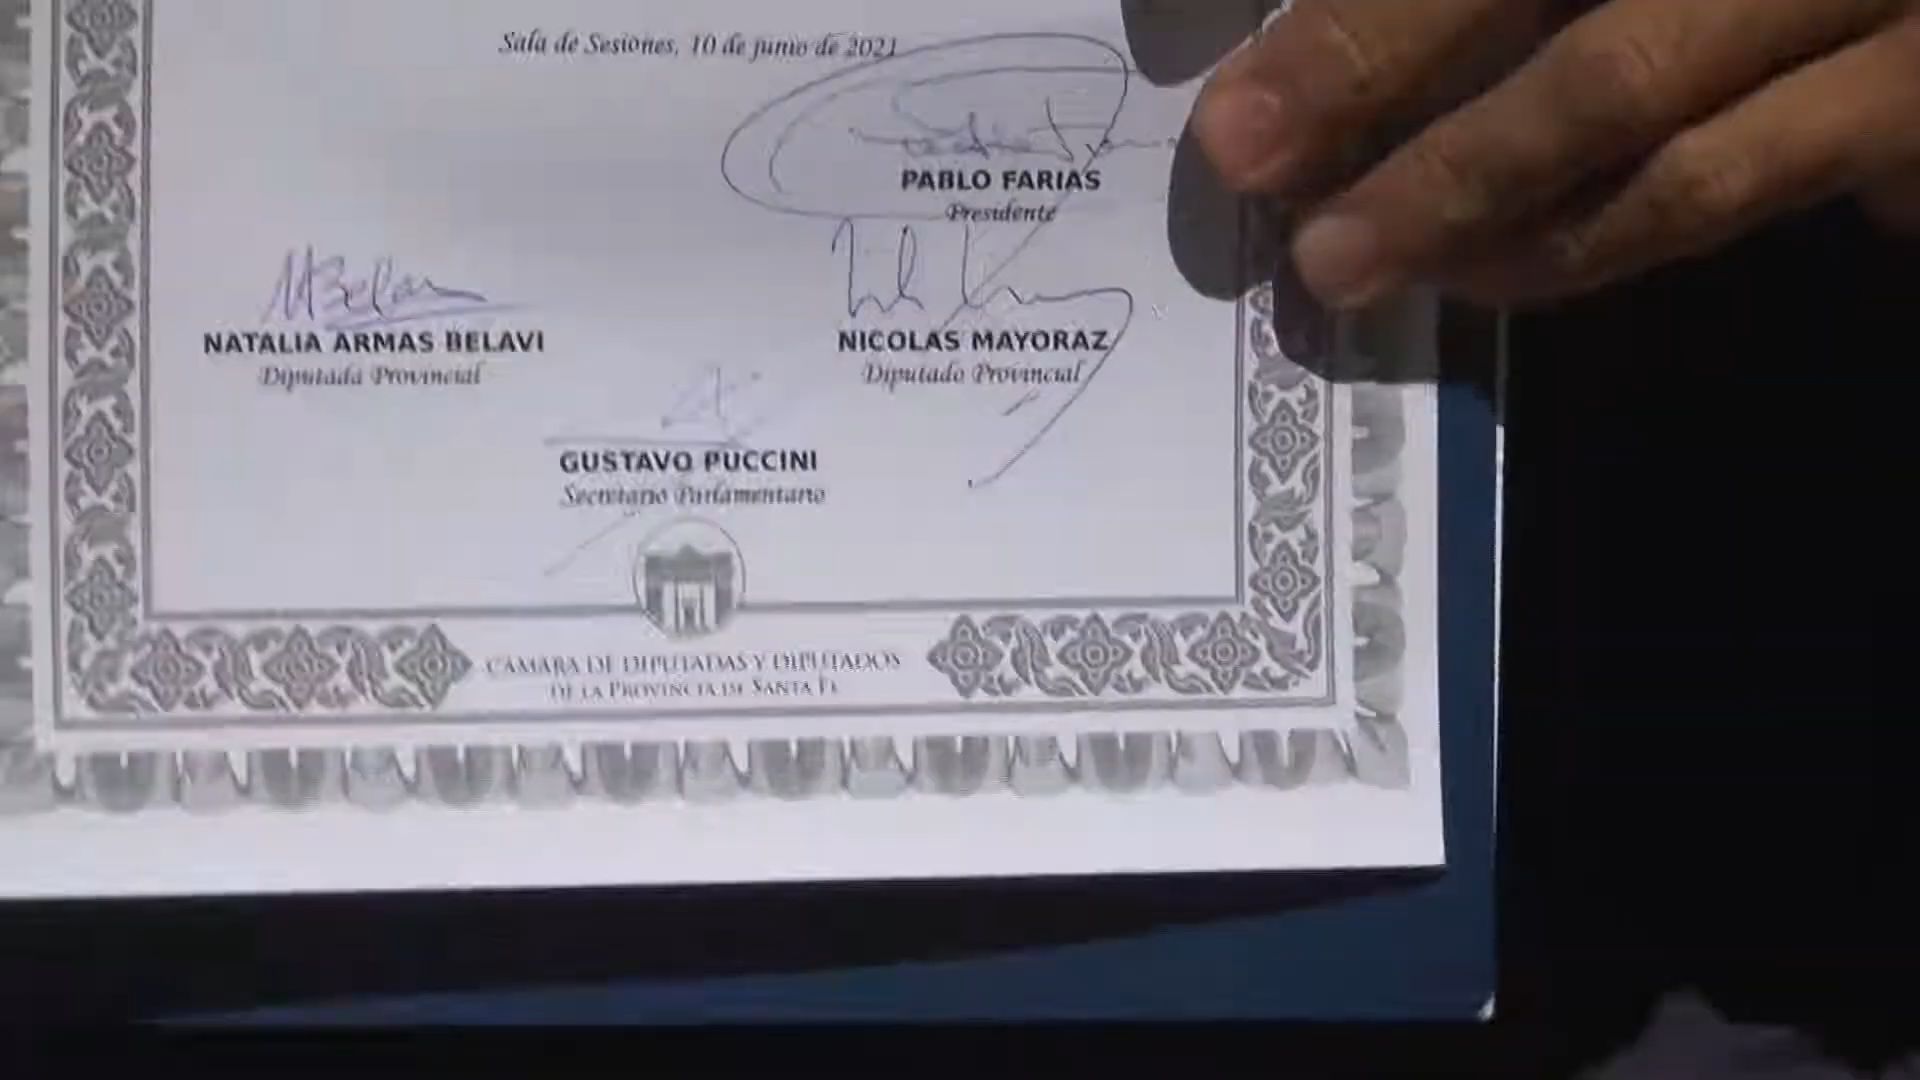 Sala de Sesiones, 10 de junio de 2021
PABLO FARIAS
Presidente
NATALIA ARMAS BELAVI
Diputada Provincial
NICOLAS MAYORAZ
Diputado Provincial
GUSTAVO PUCCINI
Secretario Parlamentario
CÁMARA DE DIPUTADAS Y DIPUTADOS
DE LA PROVINCIA DE SANTA FE